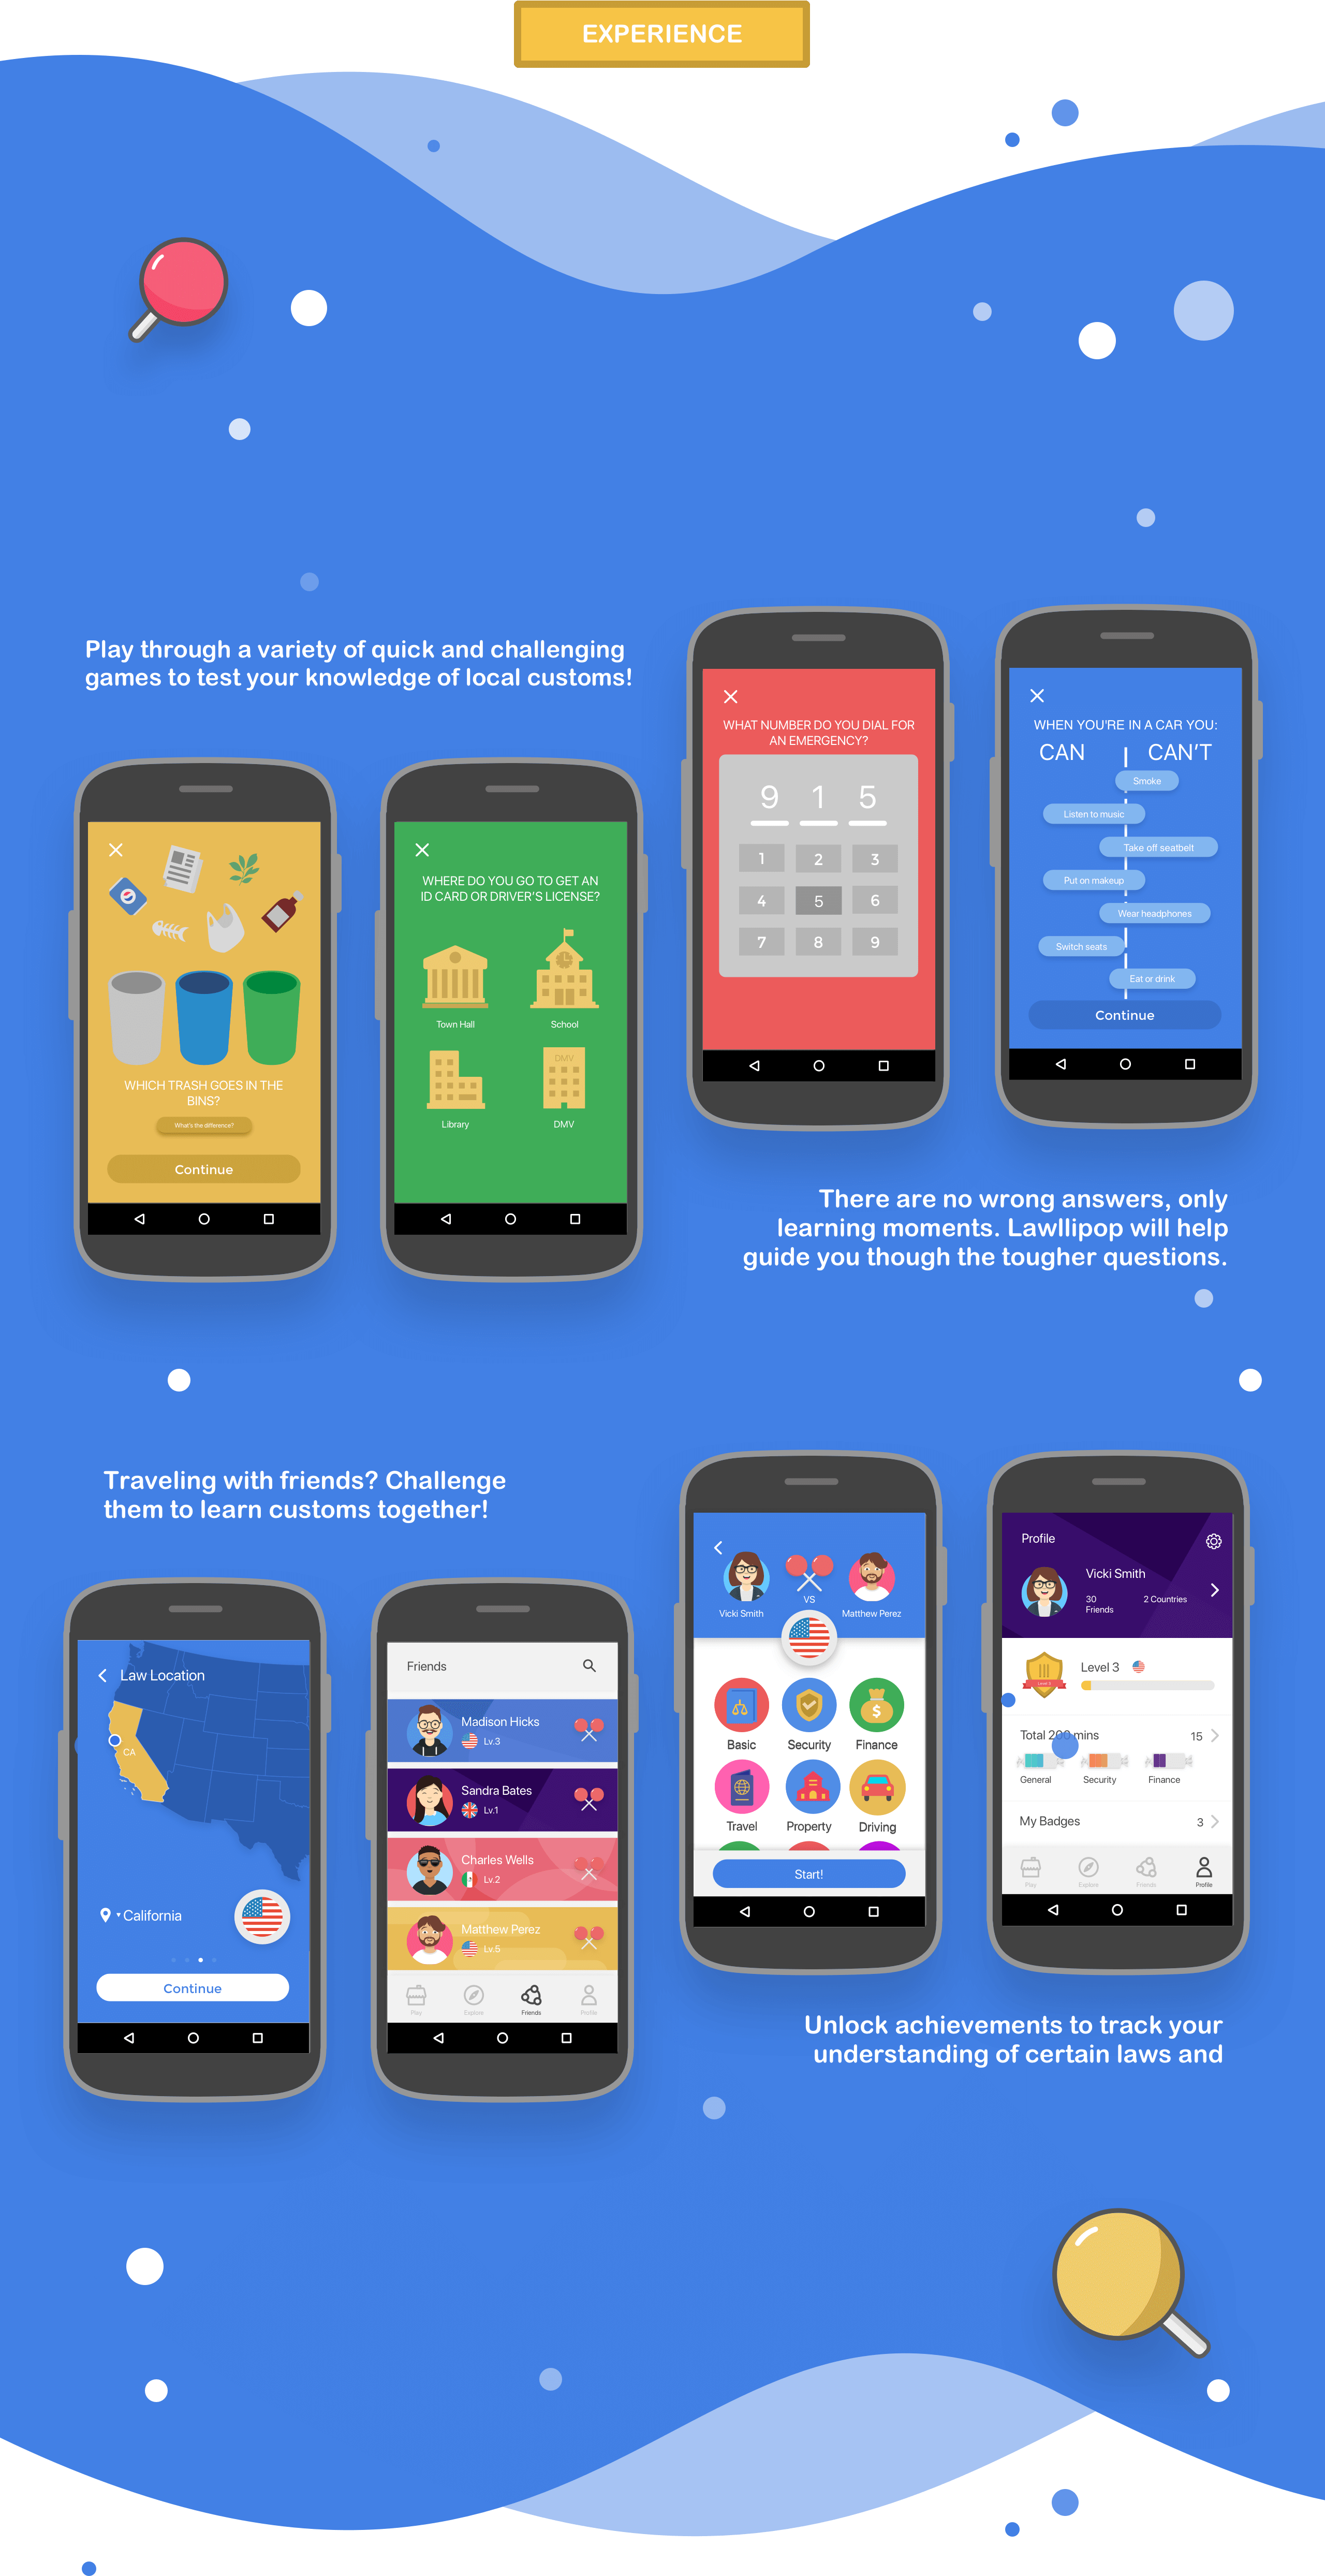 EXPERIENCE
Play through a variety of quick and challenging
games to test your knowledge of local customs!
WHICH TRASH GOES IN THE
BINS?
What's the difference?
Continue
WHERE DO YOU GO TO GET AN
ID CARD OR DRIVER'S LICENSE?
Town Hall
School
DMV
Library
DMV
WHAT NUMBER DO YOU DIAL FOR
AN EMERGENCY?
9 1 5
1 2 3
4 5 6
7 8 9
WHEN YOU'RE IN A CAR YOU:
CAN CAN'T
Smoke
Listen to music
Take off seatbelt
Put on makeup
Wear headphones
Switch seats
Eat or drink
Continue
There are no wrong answers, only
learning moments. Lawllipop will help
guide you though the tougher questions.
Traveling with friends? Challenge
them to learn customs together!
Law Location
CA
California
Continue
Friends
Madison Hicks
Lv.3
Sandra Bates
Lv.1
Charles Wells
Lv.2
Matthew Perez
Lv.5
Play Explore Friends Profile
VS
Vicki Smith Matthew Perez
Basic Security Finance
Travel Property Driving
Start!
Profile
Vicki Smith
30 2 Countries
Friends
Level 3
Level 3
Total 200 mins 15
General Security Finance
My Badges 3
Play Explore Friends Profile
Unlock achievements to track your
understanding of certain laws and